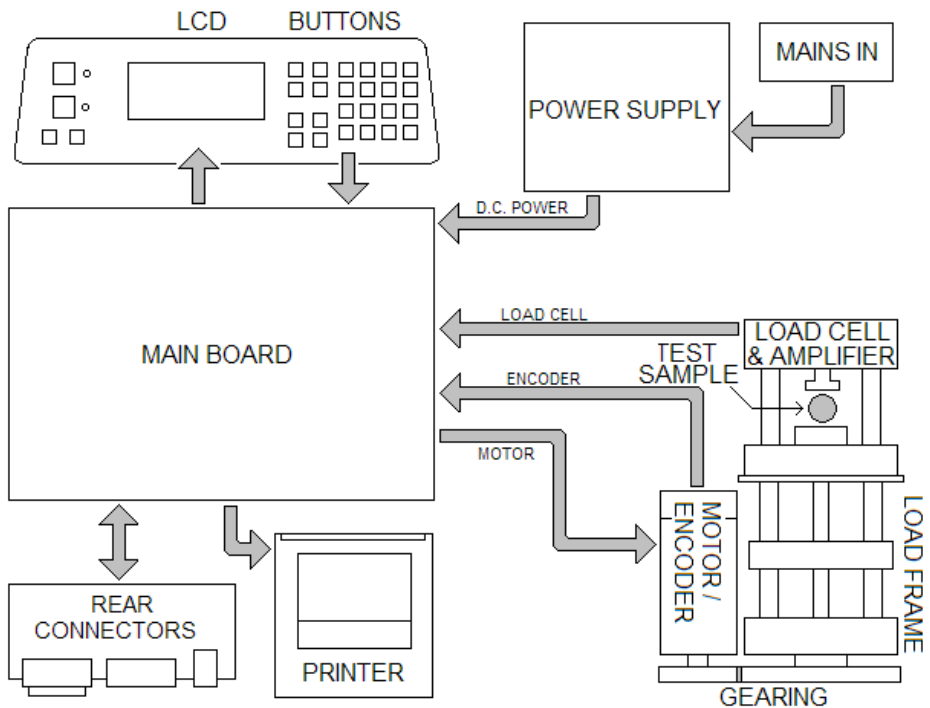 LCD
BUTTONS
MAINS IN
POWER SUPPLY
D.C. POWER
LOAD CELL
LOAD CELL
& AMPLIFIER
TEST
SAMPLE
MAIN BOARD
ENCODER
MOTOR
MOTOR /
ENCODER
LOAD FRAME
REAR
CONNECTORS
PRINTER
GEARING